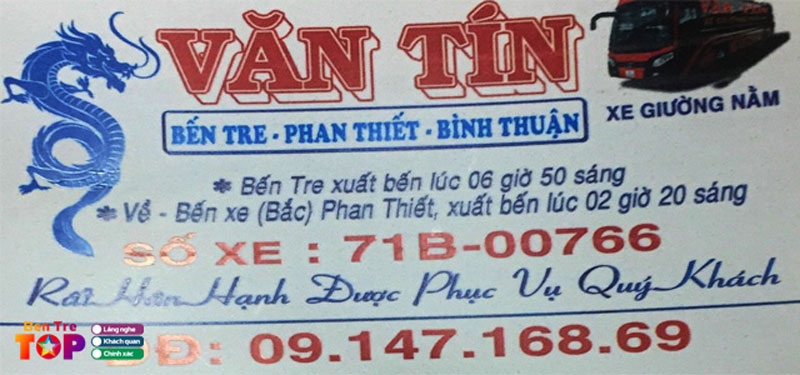 VĂN TÍN
XE GIƯỜNG NẰM
BẾN TRE - PHAN THIẾT - BÌNH THUẬN
* Bến Tre xuất bến lúc 06 giờ 50 sáng
* Về - Bến xe (Bắc) Phan Thiết, xuất bến lúc 02 giờ 20 sáng
SỐ XE : 71B-00766
Rất Hân Hạnh Được Phục Vụ Quý Khách
ĐĐ: 09.147.168.69
Ben Tre
TOP
Lắng nghe
Khách quan
Chính xác